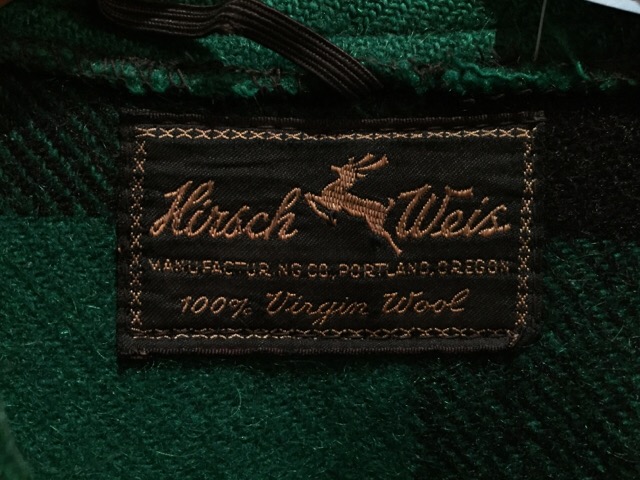 Hirsch Weis
MANUFACTURING CO., PORTLAND, OREGON
100% Virgin Wool